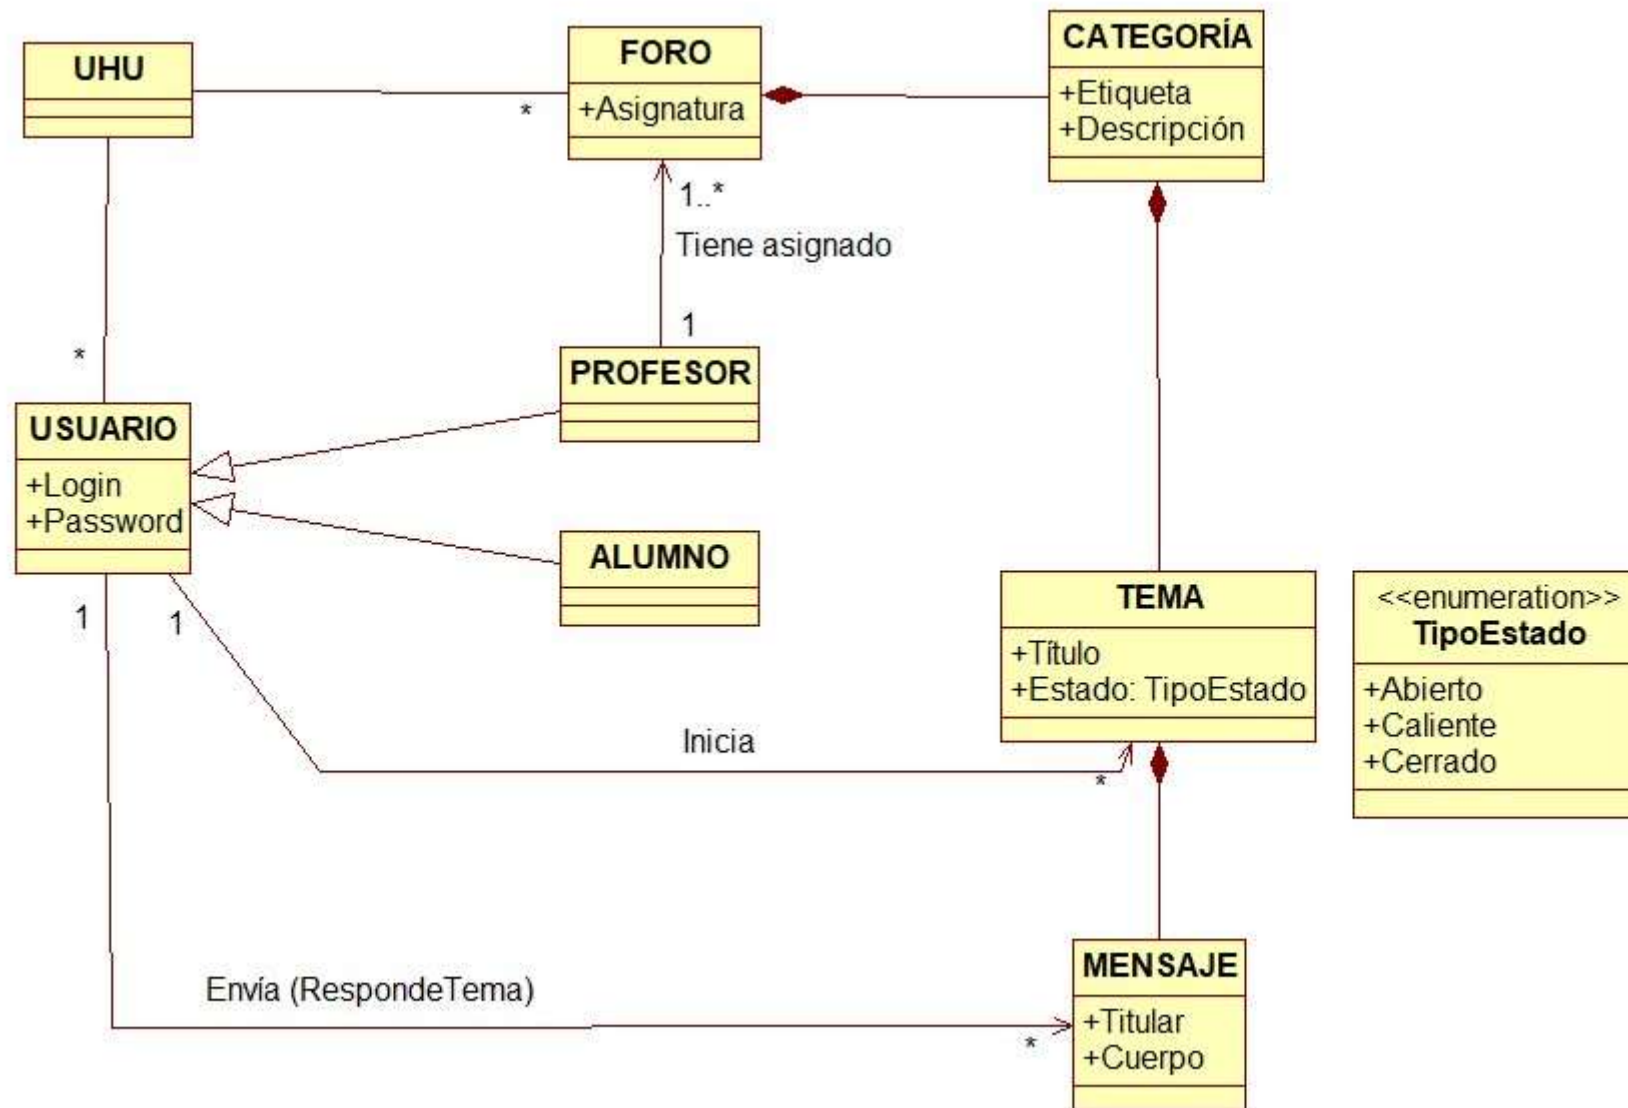 UHU
*
FORO
+Asignatura
CATEGORÍA
+Etiqueta
+Descripción
1..*
Tiene asignado
1
PROFESOR
*
USUARIO
+Login
+Password
ALUMNO
1
1
TEMA
+Título
+Estado: TipoEstado
<<enumeration>>
TipoEstado
+Abierto
+Caliente
+Cerrado
Inicia
*
Envía (RespondeTema)
*
MENSAJE
+Titular
+Cuerpo